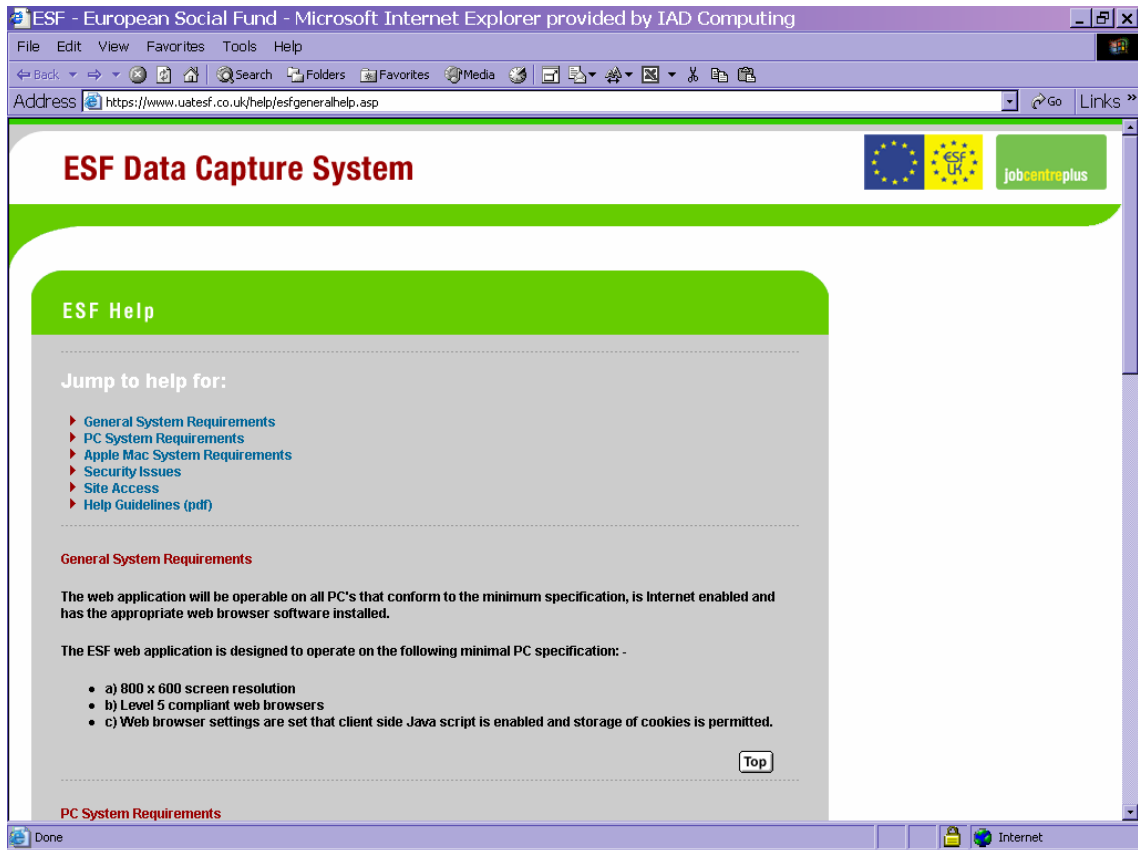 ESF - European Social Fund - Microsoft Internet Explorer provided by IAD Computing
File Edit View Favorites Tools Help
Back Search Folders Favorites Media
Address https://www.uatesf.co.uk/help/esfgeneralhelp.asp Go Links »
ESF Data Capture System
ESF UK
jobcentreplus
ESF Help
Jump to help for:
General System Requirements
PC System Requirements
Apple Mac System Requirements
Security Issues
Site Access
Help Guidelines (pdf)
General System Requirements
The web application will be operable on all PC's that conform to the minimum specification, is Internet enabled and
has the appropriate web browser software installed.
The ESF web application is designed to operate on the following minimal PC specification: -
• a) 800 x 600 screen resolution
• b) Level 5 compliant web browsers
• c) Web browser settings are set that client side Java script is enabled and storage of cookies is permitted.
Top
PC System Requirements
Done Internet